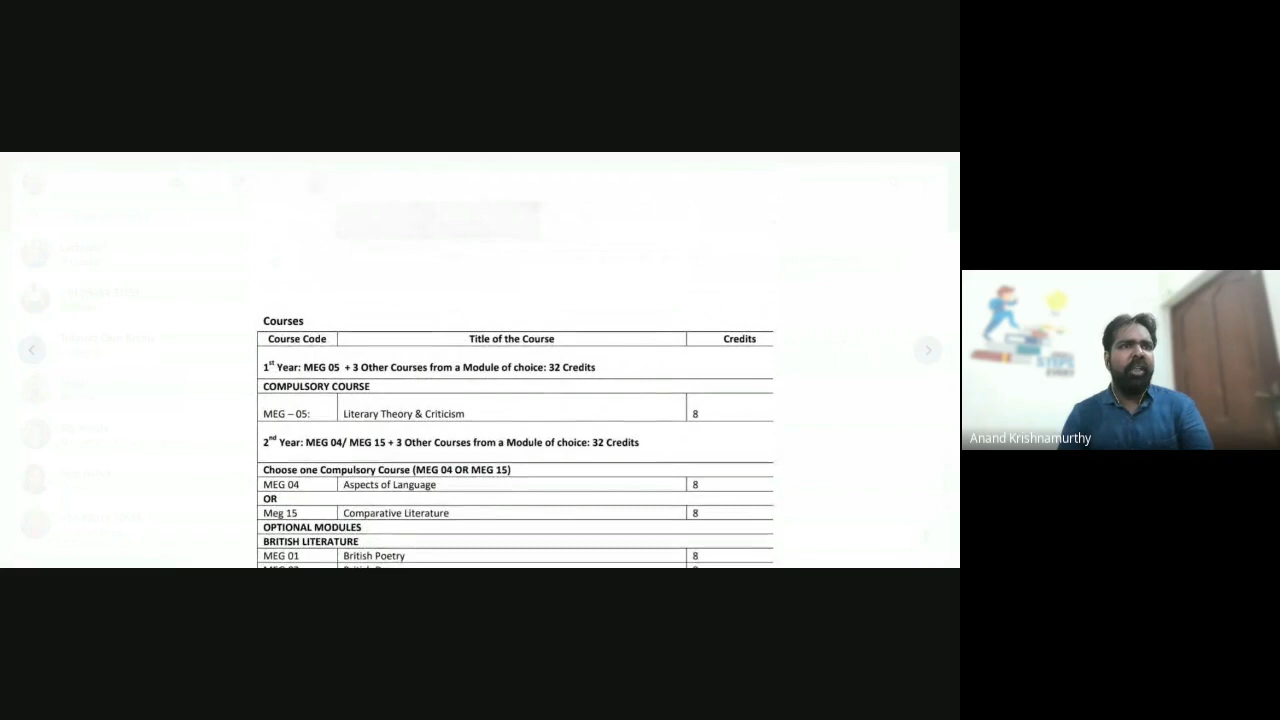 Courses
Course Code Title of the Course Credits
1st Year: MEG 05 + 3 Other Courses from a Module of choice: 32 Credits
COMPULSORY COURSE
MEG – 05: Literary Theory & Criticism 8
2nd Year: MEG 04/ MEG 15 + 3 Other Courses from a Module of choice: 32 Credits
Choose one Compulsory Course (MEG 04 OR MEG 15)
MEG 04 Aspects of Language 8
OR
Meg 15 Comparative Literature 8
OPTIONAL MODULES
BRITISH LITERATURE
MEG 01 British Poetry 8
STEPS
Anand Krishnamurthy